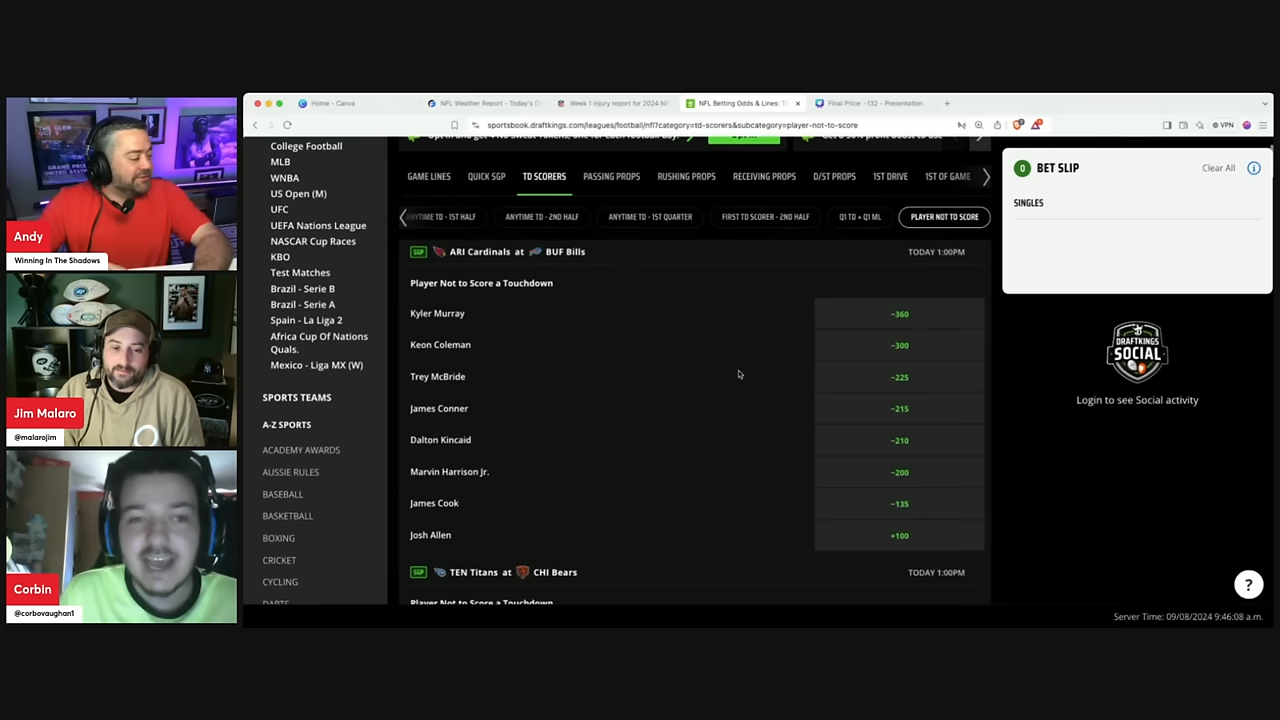 Andy
Winning In The Shadows
Jim Malaro
@malarojim
Corbin
@corbovaughan1
Home - Canva
NFL Weather Report - Today's
Week 1 injury report for 2024
NFL Betting Odds & Lines:
Final Price: -132 - Presentation
sportsbook.draftkings.com/leagues/football/nfl?category=td-scorers&subcategory=player-not-to-score
VPN
College Football
MLB
WNBA
US Open (M)
UFC
UEFA Nations League
NASCAR Cup Races
KBO
Test Matches
Brazil - Serie B
Brazil - Serie A
Spain - La Liga 2
Africa Cup Of Nations
Quals.
Mexico - Liga MX (W)
SPORTS TEAMS
A-Z SPORTS
ACADEMY AWARDS
AUSSIE RULES
BASEBALL
BASKETBALL
BOXING
CRICKET
CYCLING
DARTS
GAME LINES QUICK SGP TD SCORERS PASSING PROPS RUSHING PROPS RECEIVING PROPS D/ST PROPS 1ST DRIVE 1ST OF GAME
ANYTIME TD - 1ST HALF ANYTIME TD - 2ND HALF ANYTIME TD - 1ST QUARTER FIRST TD SCORER - 2ND HALF Q1 TD + Q1 ML PLAYER NOT TO SCORE
SGP ARI Cardinals at BUF Bills TODAY 1:00PM
Player Not to Score a Touchdown
Kyler Murray −360
Keon Coleman −300
Trey McBride −225
James Conner −215
Dalton Kincaid −210
Marvin Harrison Jr. −200
James Cook −135
Josh Allen +100
SGP TEN Titans at CHI Bears TODAY 1:00PM
Player Not to Score a Touchdown
0 BET SLIP Clear All
SINGLES
DRAFTKINGS
SOCIAL
Login to see Social activity
?
Server Time: 09/08/2024 9:46:08 a.m.